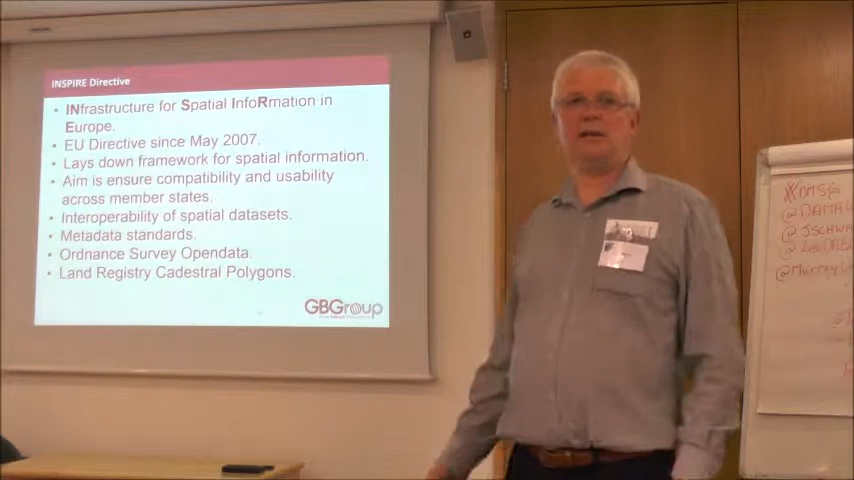 INSPIRE Directive
• INfrastructure for Spatial InfoRmation in
Europe.
• EU Directive since May 2007.
• Lays down framework for spatial information.
• Aim is ensure compatibility and usability
across member states.
• Interoperability of spatial datasets.
• Metadata standards.
• Ordnance Survey Opendata.
• Land Registry Cadestral Polygons.
GBGroup